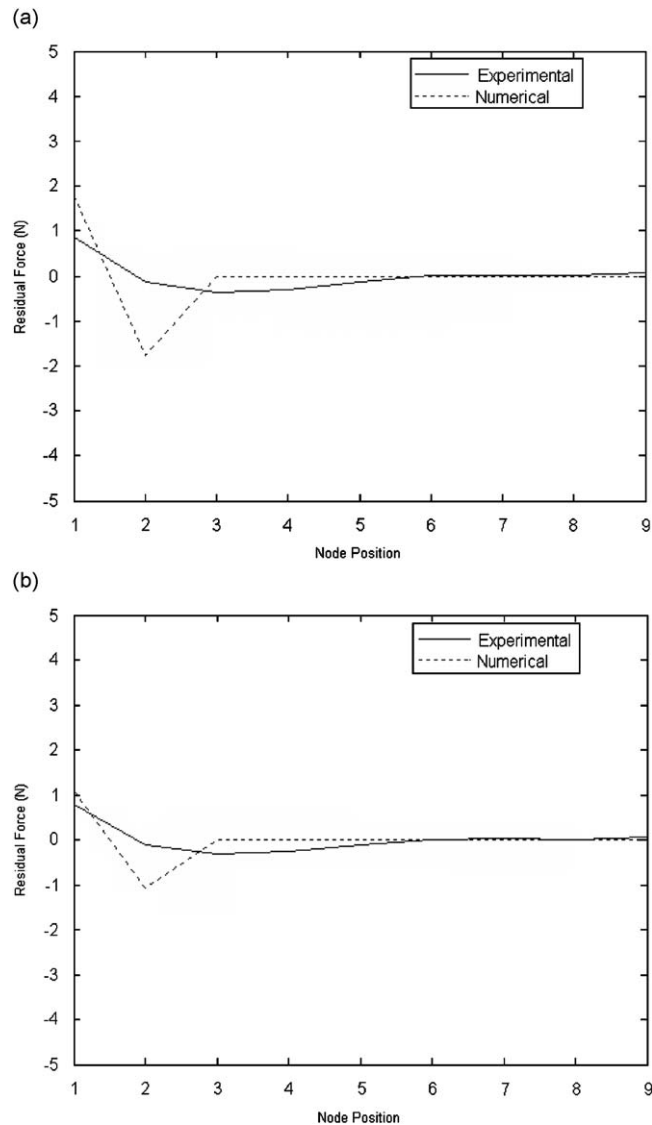 (a)
5
4
3
2
1
0
-1
-2
-3
-4
-5
Residual Force (N)
Experimental
Numerical
1 2 3 4 5 6 7 8 9
Node Position
(b)
5
4
3
2
1
0
-1
-2
-3
-4
-5
Residual Force (N)
Experimental
Numerical
1 2 3 4 5 6 7 8 9
Node Position